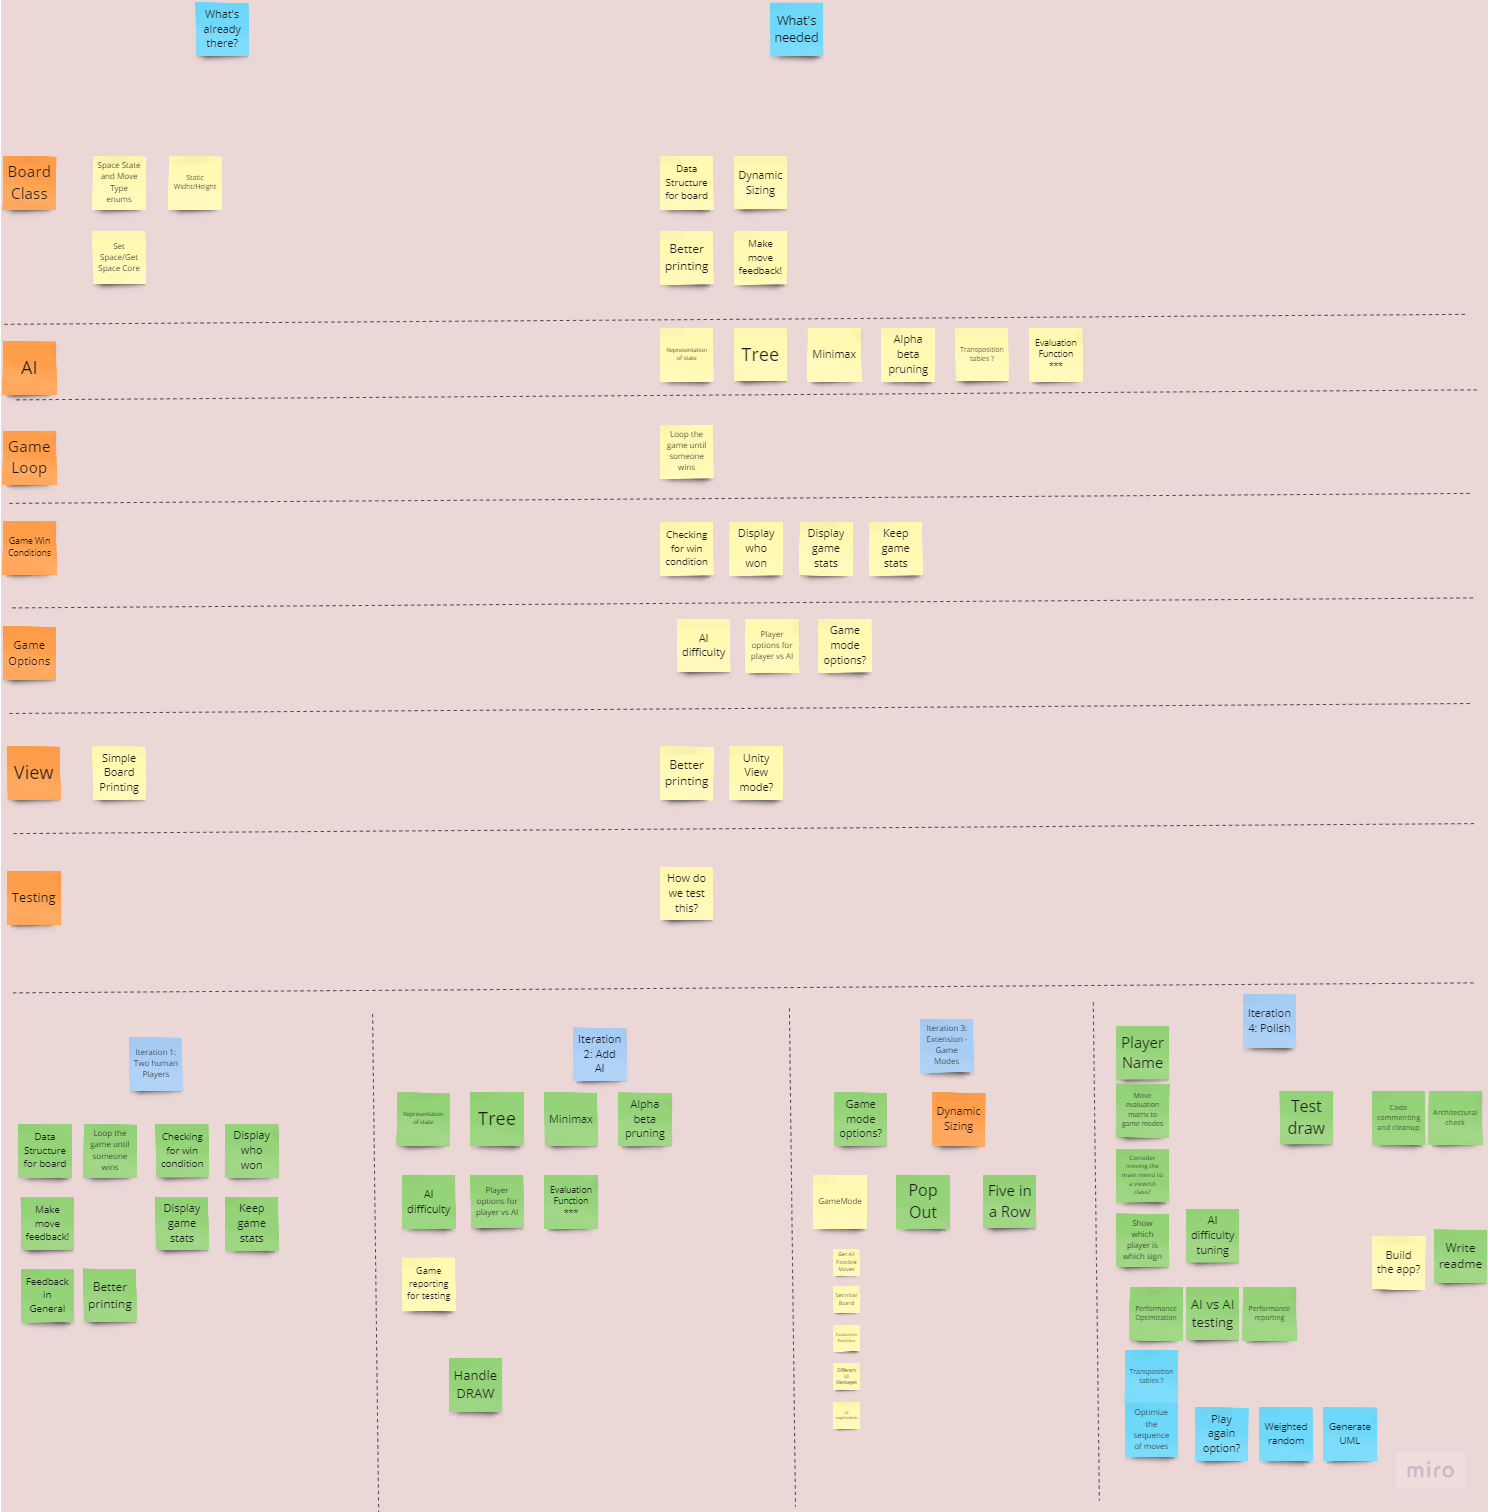 What's
already
there?
What's
needed
Board
Class
Space State
and Move
Type
enums
Static
Widht/Height
Data
Structure
for board
Dynamic
Sizing
Set
Space/Get
Space Core
Better
printing
Make
move
feedback!
AI
Representation
of state
Tree
Minimax
Alpha
beta
pruning
Transposition
tables ?
Evaluation
Function
***
Game
Loop
Loop the
game until
someone
wins
Game Win
Conditions
Checking
for win
condition
Display
who
won
Display
game
stats
Keep
game
stats
Game
Options
AI
difficulty
Player
options for
player vs AI
Game
mode
options?
View
Simple
Board
Printing
Better
printing
Unity
View
mode?
Testing
How do
we test
this?
Iteration 1:
Two human
Players
Data
Structure
for board
Loop the
game until
someone
wins
Checking
for win
condition
Display
who
won
Make
move
feedback!
Display
game
stats
Keep
game
stats
Feedback
in
General
Better
printing
Iteration
2: Add
AI
Representation
of state
Tree
Minimax
Alpha
beta
pruning
AI
difficulty
Player
options for
player vs AI
Evaluation
Function
***
Game
reporting
for testing
Handle
DRAW
Iteration 3:
Extension -
Game
Modes
Game
mode
options?
Dynamic
Sizing
GameMode
Pop
Out
Five in
a Row
Get All
Possible
Moves
SetInitial
Board
Evaluation
Function
Different
UI
Messages
UI
explanation
Iteration
4: Polish
Player
Name
Move
evaluation
matrix to
game modes
Test
draw
Code
commenting
and cleanup
Architectural
check
Consider
moving the
main menu to
a view/UI
class?
Show
which
player is
which sign
AI
difficulty
tuning
Build
the app?
Write
readme
Performance
Optimization
AI vs AI
testing
Performance
reporting
Transposition
tables ?
Optimize
the
sequence
of moves
Play
again
option?
Weighted
random
Generate
UML
miro